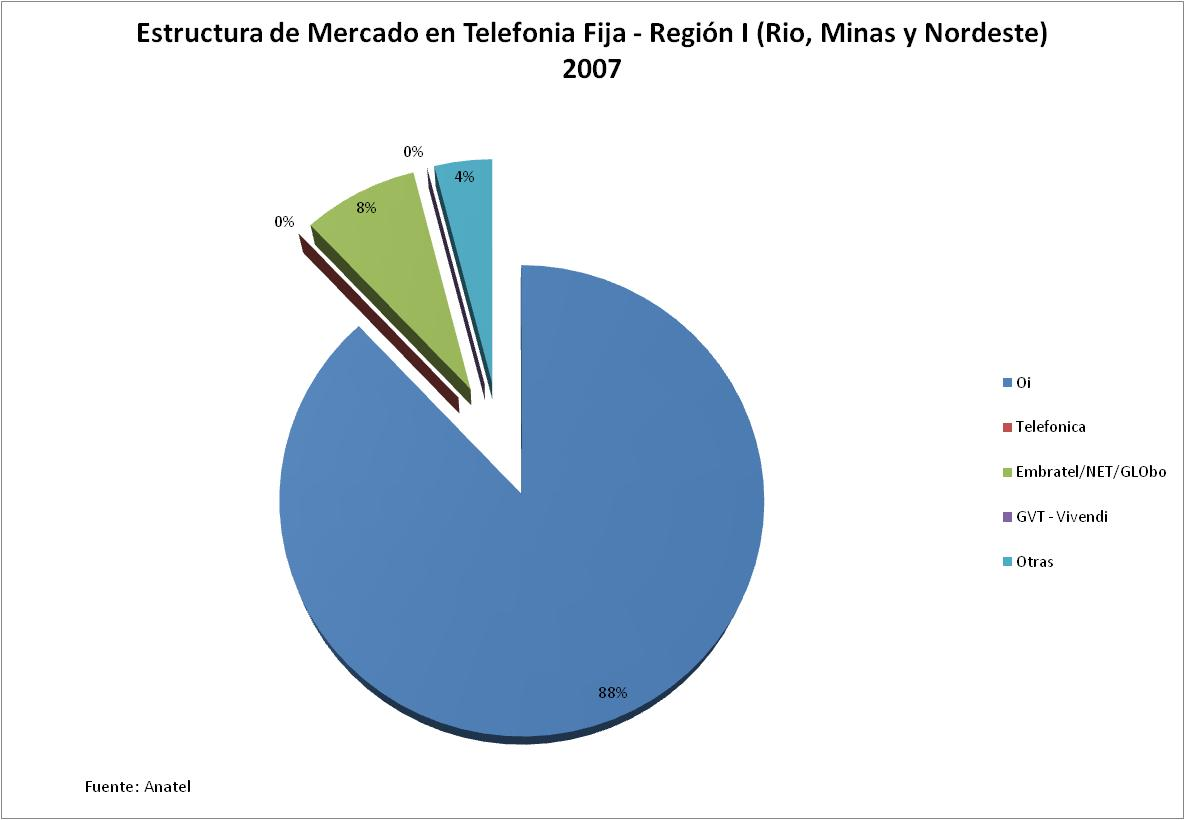 Estructura de Mercado en Telefonia Fija - Región I (Rio, Minas y Nordeste)
2007
0%
4%
8%
0%
88%
Oi
Telefonica
Embratel/NET/GLObo
GVT - Vivendi
Otras
Fuente: Anatel